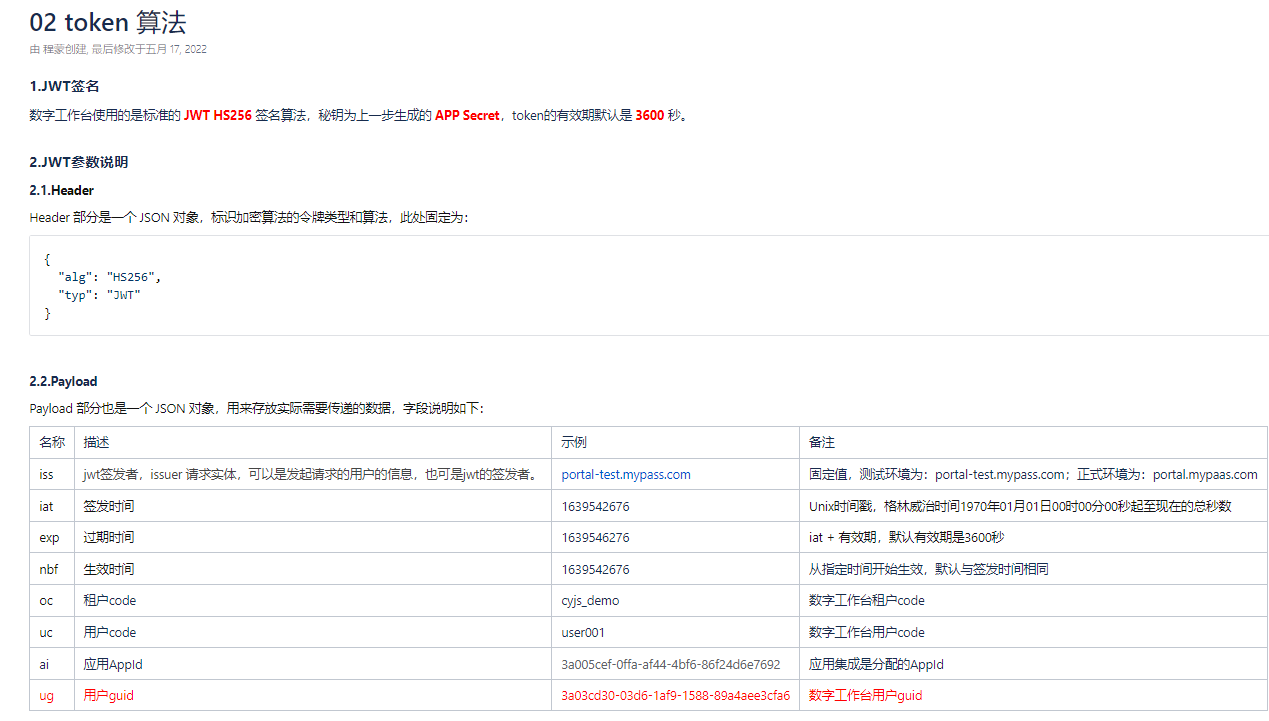 02 token 算法
由 程蒙创建, 最后修改于五月 17, 2022
1.JWT签名
数字工作台使用的是标准的 JWT HS256 签名算法，秘钥为上一步生成的 APP Secret，token的有效期默认是 3600 秒。
2.JWT参数说明
2.1.Header
Header 部分是一个 JSON 对象，标识加密算法的令牌类型和算法，此处固定为：
{
"alg": "HS256",
"typ": "JWT"
}
2.2.Payload
Payload 部分也是一个 JSON 对象，用来存放实际需要传递的数据，字段说明如下：
名称 描述 示例 备注
iss jwt签发者，issuer 请求实体，可以是发起请求的用户的信息，也可是jwt的签发者。 portal-test.mypass.com 固定值，测试环境为：portal-test.mypass.com；正式环境为：portal.mypaas.com
iat 签发时间 1639542676 Unix时间戳，格林威治时间1970年01月01日00时00分00秒起至现在的总秒数
exp 过期时间 1639546276 iat + 有效期，默认有效期是3600秒
nbf 生效时间 1639542676 从指定时间开始生效，默认与签发时间相同
oc 租户code cyjs_demo 数字工作台租户code
uc 用户code user001 数字工作台用户code
ai 应用AppId 3a005cef-0ffa-af44-4bf6-86f24d6e7692 应用集成是分配的AppId
ug 用户guid 3a03cd30-03d6-1af9-1588-89a4aee3cfa6 数字工作台用户guid